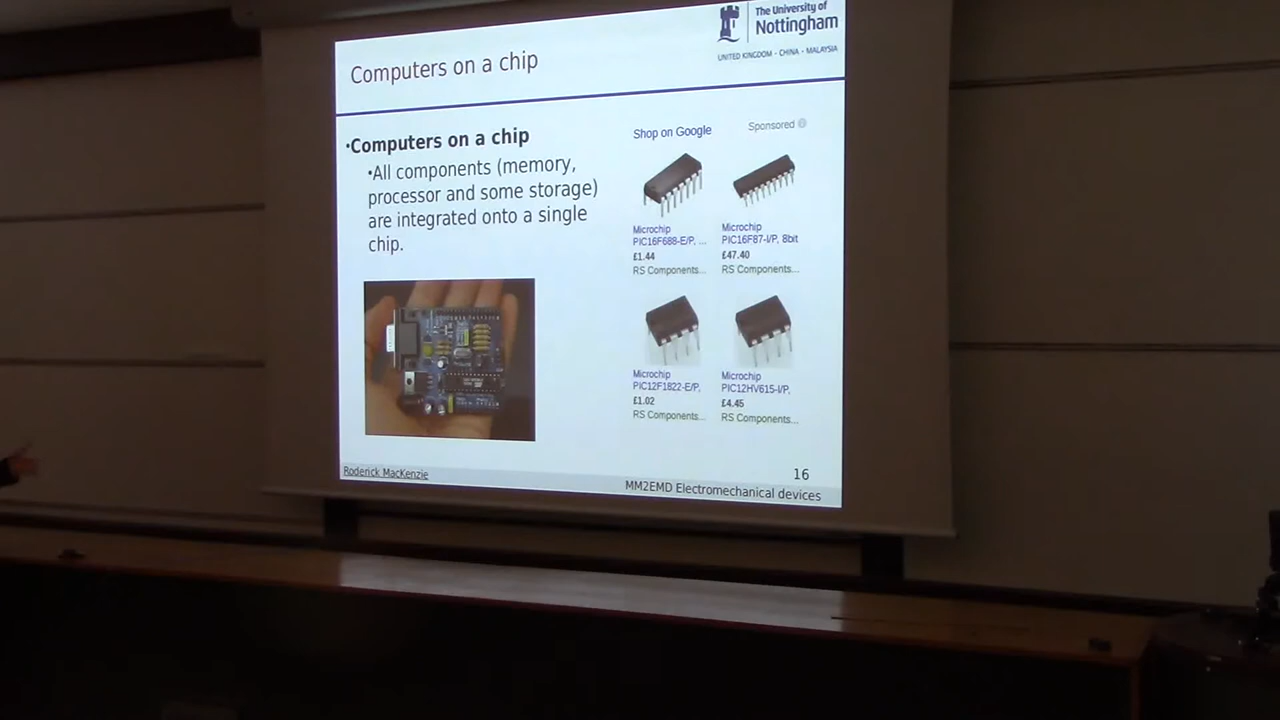 The University of
Nottingham
UNITED KINGDOM · CHINA · MALAYSIA
Computers on a chip
•Computers on a chip
•All components (memory,
processor and some storage)
are integrated onto a single
chip.
Shop on Google
Sponsored
Microchip
PIC16F688-E/P, ...
£1.44
RS Components...
Microchip
PIC16F87-I/P, 8bit
£47.40
RS Components...
Microchip
PIC12F1822-E/P,
£1.02
RS Components...
Microchip
PIC12HV615-I/P,
£4.45
RS Components...
Roderick MacKenzie
16
MM2EMD Electromechanical devices